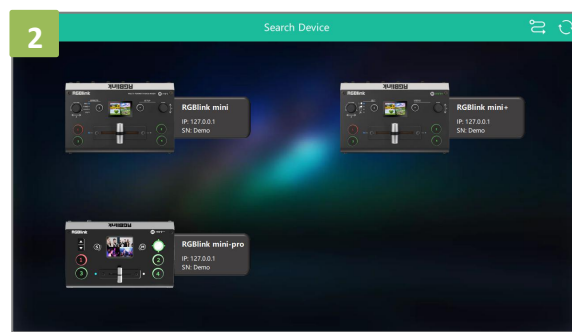 2
Search Device
RGBlink mini
IP: 127.0.0.1
SN: Demo
RGBlink mini+
IP: 127.0.0.1
SN: Demo
RGBlink mini-pro
IP: 127.0.0.1
SN: Demo